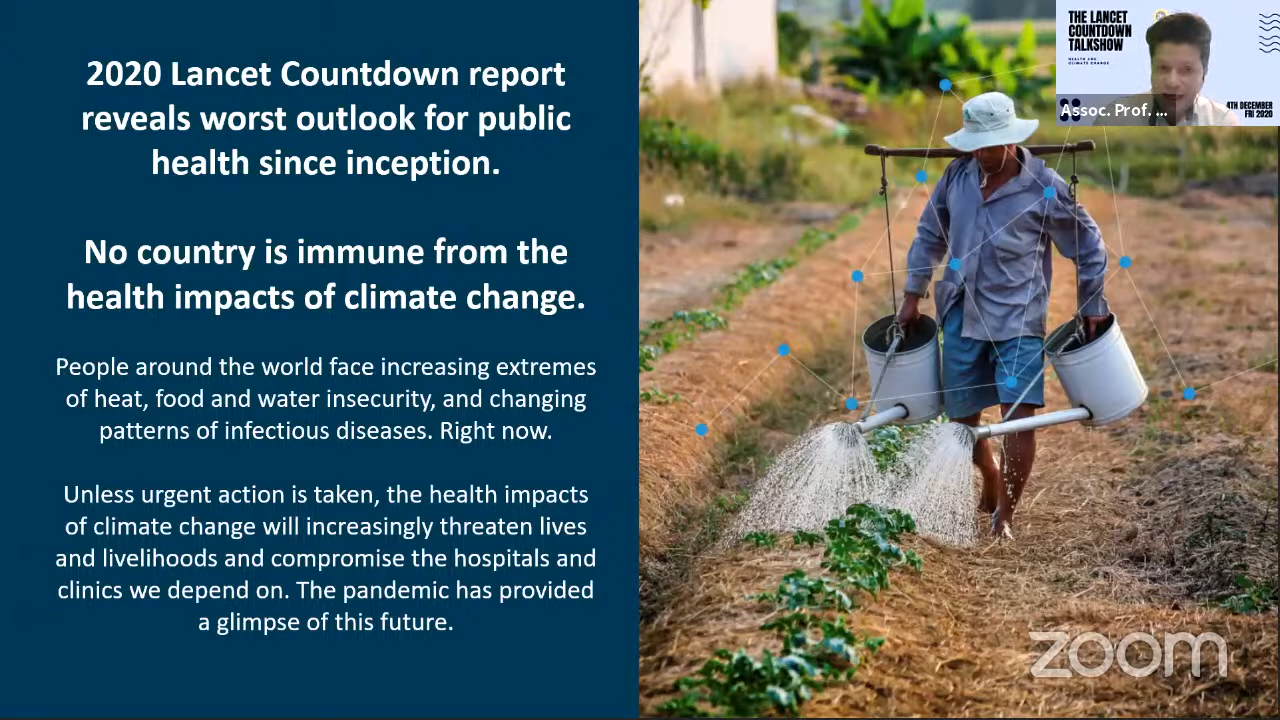 2020 Lancet Countdown report
reveals worst outlook for public
health since inception.
No country is immune from the
health impacts of climate change.
People around the world face increasing extremes
of heat, food and water insecurity, and changing
patterns of infectious diseases. Right now.
Unless urgent action is taken, the health impacts
of climate change will increasingly threaten lives
and livelihoods and compromise the hospitals and
clinics we depend on. The pandemic has provided
a glimpse of this future.
THE LANCET
COUNTDOWN
TALKSHOW
HEALTH AND
CLIMATE CHANGE
Assoc. Prof. ...
4TH DECEMBER
FRI 2020
zoom